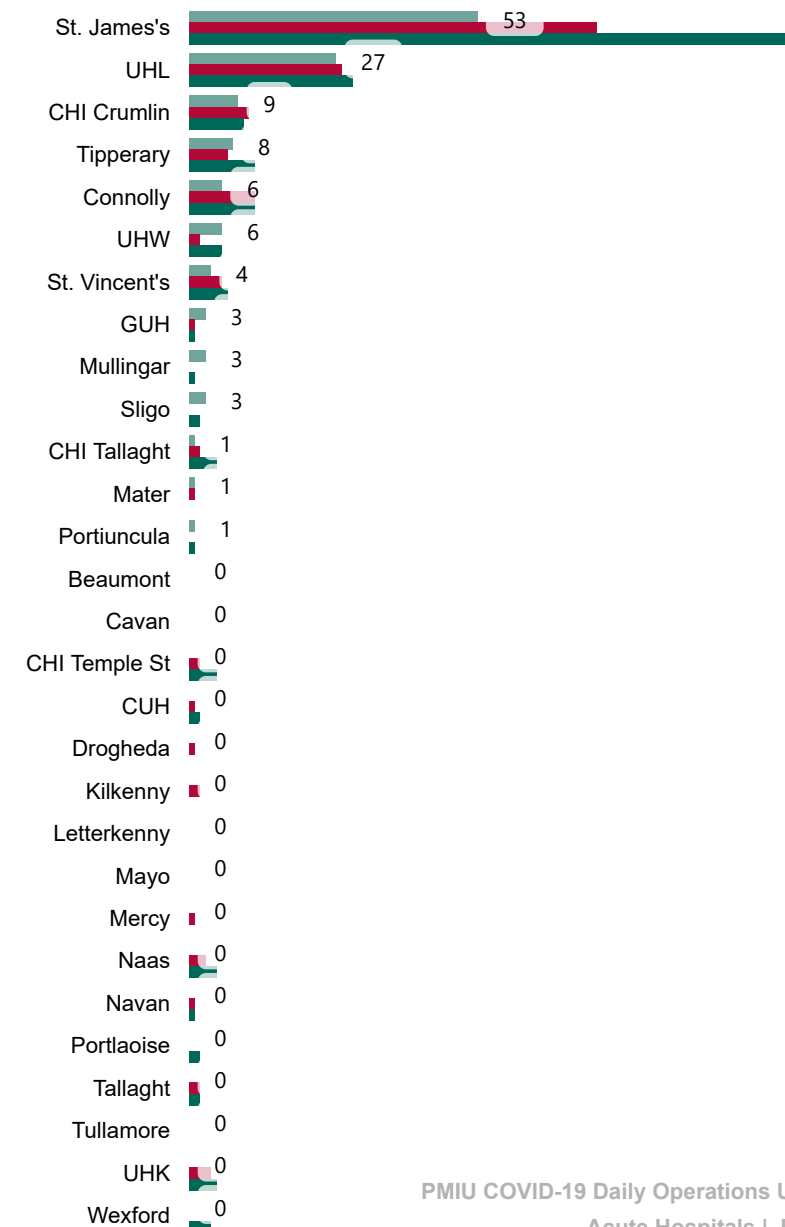 St. James's 53
UHL 27
CHI Crumlin 9
Tipperary 8
Connolly 6
UHW 6
St. Vincent's 4
GUH 3
Mullingar 3
Sligo 3
CHI Tallaght 1
Mater 1
Portiuncula 1
Beaumont 0
Cavan 0
CHI Temple St 0
CUH 0
Drogheda 0
Kilkenny 0
Letterkenny 0
Mayo 0
Mercy 0
Naas 0
Navan 0
Portlaoise 0
Tallaght 0
Tullamore 0
UHK 0
PMIU COVID-19 Daily Operations
Wexford 0
Acute Hospitals |